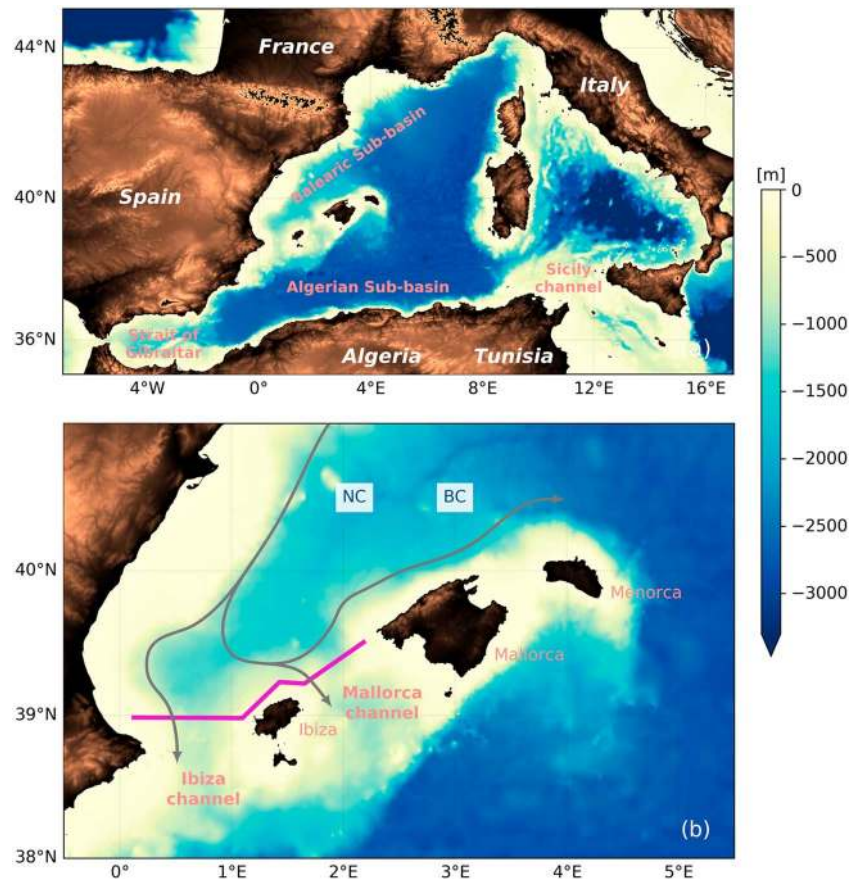 44°N
France
Italy
[m]
Balearic Sub-basin
40°N
Spain
0
−500
Algerian Sub-basin
Sicily
channel
−1000
36°N
Strait of
Gibraltar
Algeria
Tunisia
4°W
0°
4°E
8°E
12°E
16°E
−1500
−2000
NC
BC
−2500
−3000
40°N
Menorca
Mallorca
Mallorca
channel
39°N
Ibiza
Ibiza
channel
(b)
38°N
0°
1°E
2°E
3°E
4°E
5°E